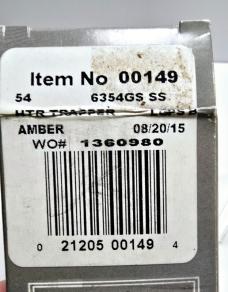 Item No 00149
54 6354GS SS
HTR TRAPPER
AMBER 08/20/15
WO# 1360980
0 21205 00149 4